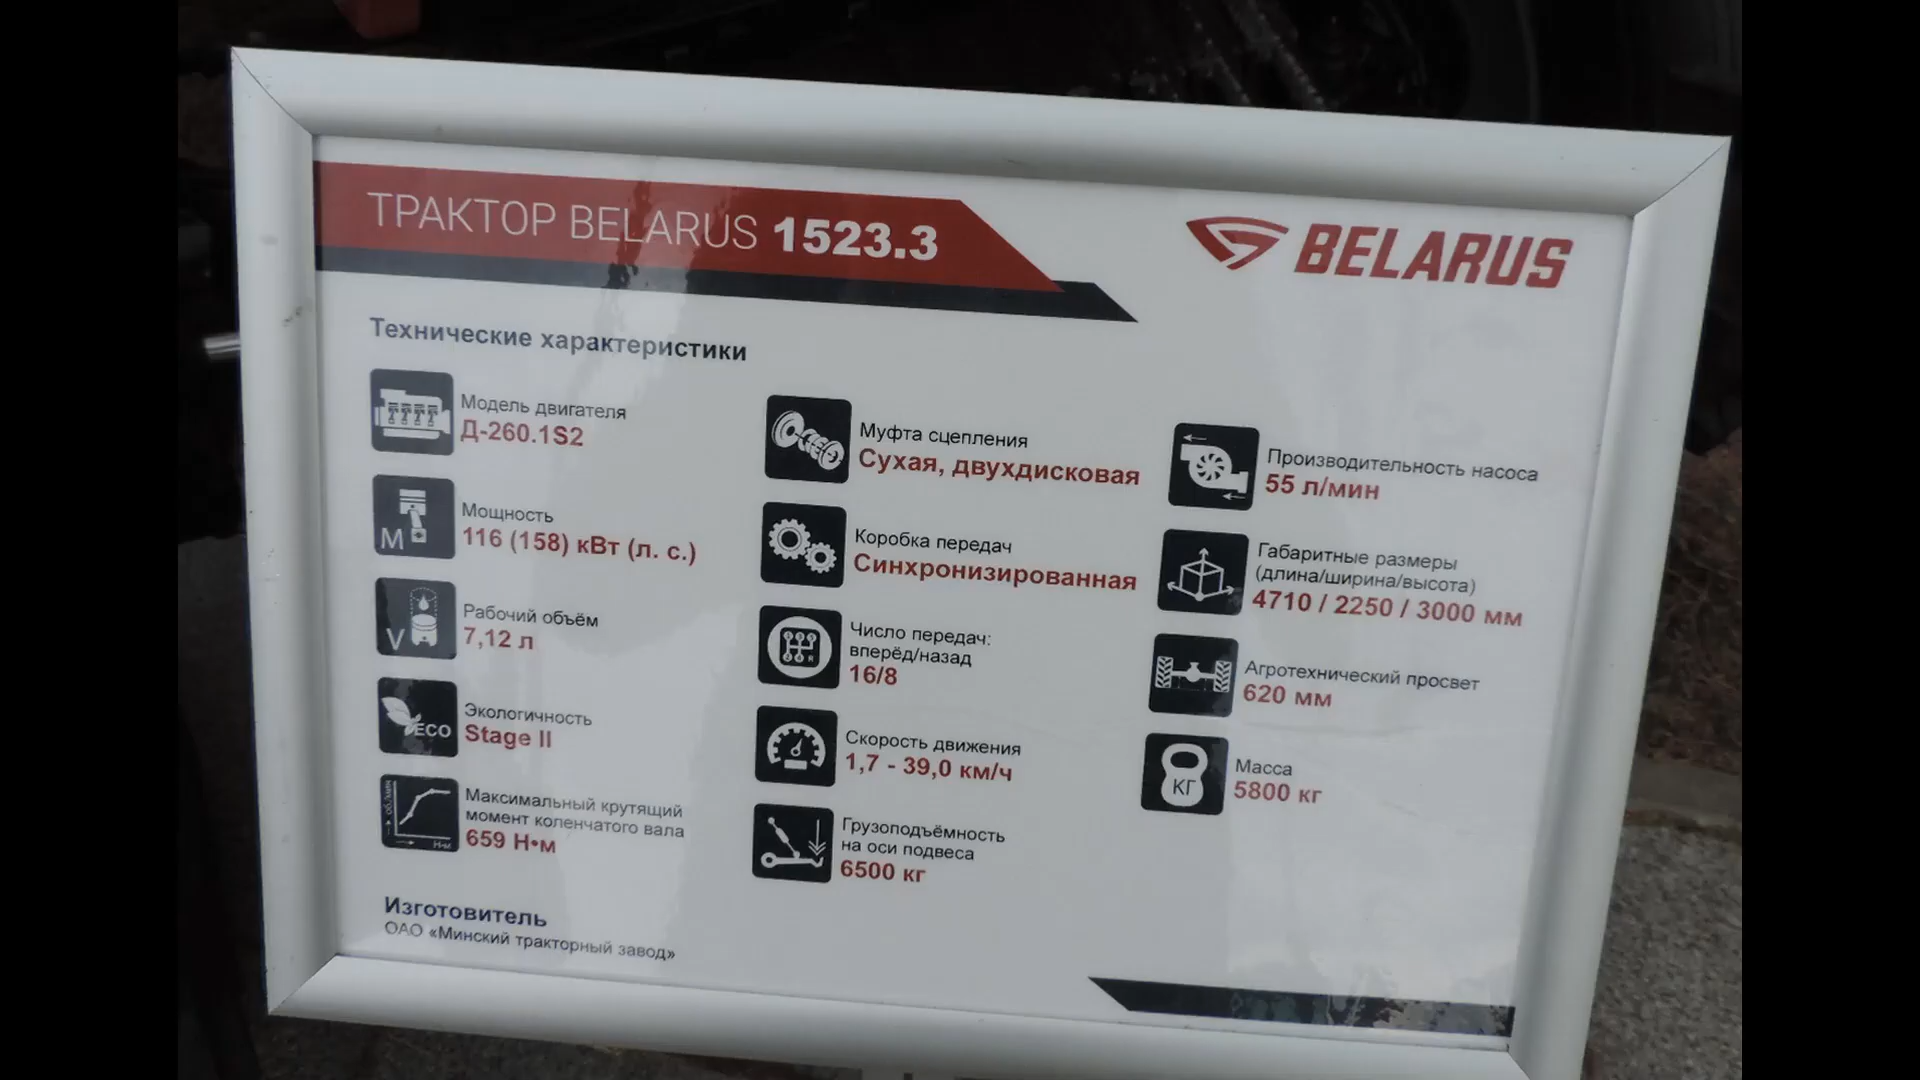 ТРАКТОР BELARUS 1523.3
BELARUS
Технические характеристики
Модель двигателя
Д-260.1S2
M
Мощность
116 (158) кВт (л. с.)
V
Рабочий объём
7,12 л
ECO
Экологичность
Stage II
об/мин
Н•м
Максимальный крутящий
момент коленчатого вала
659 Н•м
Муфта сцепления
Сухая, двухдисковая
Коробка передач
Синхронизированная
Число передач:
вперёд/назад
16/8
Скорость движения
1,7 - 39,0 км/ч
Грузоподъёмность
на оси подвеса
6500 кг
Производительность насоса
55 л/мин
Габаритные размеры
(длина/ширина/высота)
4710 / 2250 / 3000 мм
Агротехнический просвет
620 мм
КГ
Масса
5800 кг
Изготовитель
ОАО «Минский тракторный завод»